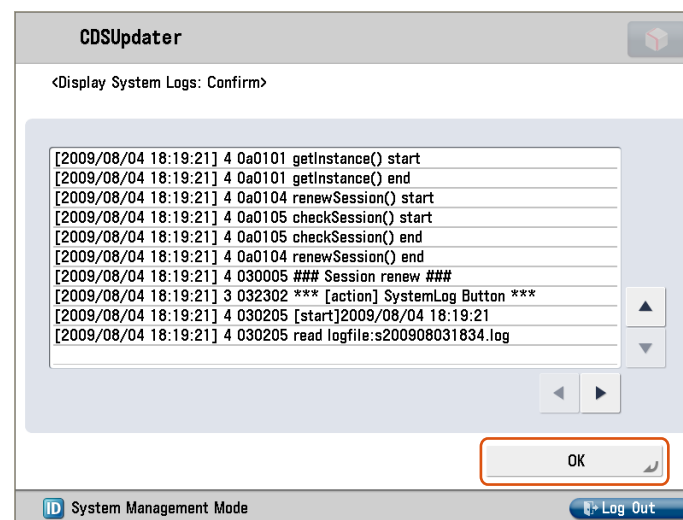 CDSUpdater
<Display System Logs: Confirm>
[2009/08/04 18:19:21] 4 0a0101 getInstance() start
[2009/08/04 18:19:21] 4 0a0101 getInstance() end
[2009/08/04 18:19:21] 4 0a0104 renewSession() start
[2009/08/04 18:19:21] 4 0a0105 checkSession() start
[2009/08/04 18:19:21] 4 0a0105 checkSession() end
[2009/08/04 18:19:21] 4 0a0104 renewSession() end
[2009/08/04 18:19:21] 4 030005 ### Session renew ###
[2009/08/04 18:19:21] 3 032302 *** [action] SystemLog Button ***
[2009/08/04 18:19:21] 4 030205 [start]2009/08/04 18:19:21
[2009/08/04 18:19:21] 4 030205 read logfile:s200908031834.log
OK
ID System Management Mode
Log Out